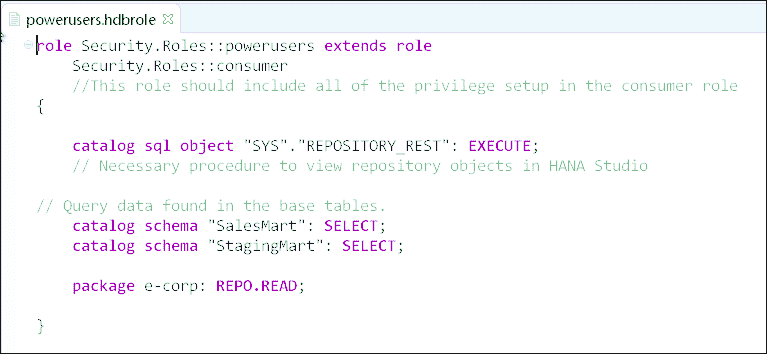 powerusers.hdbrole
role Security.Roles::powerusers extends role
Security.Roles::consumer
//This role should include all of the privilege setup in the consumer role
{
catalog sql object "SYS"."REPOSITORY_REST": EXECUTE;
// Necessary procedure to view repository objects in HANA Studio
// Query data found in the base tables.
catalog schema "SalesMart": SELECT;
catalog schema "StagingMart": SELECT;
package e-corp: REPO.READ;
}